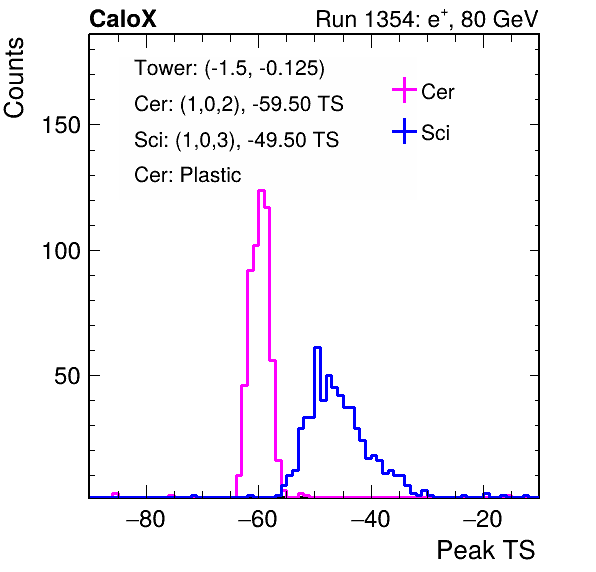 CaloX Run 1354: e⁺, 80 GeV
Counts
Tower: (-1.5, -0.125)
Cer: (1,0,2), -59.50 TS
Sci: (1,0,3), -49.50 TS
Cer: Plastic
Cer
Sci
150
100
50
−80 −60 −40 −20
Peak TS